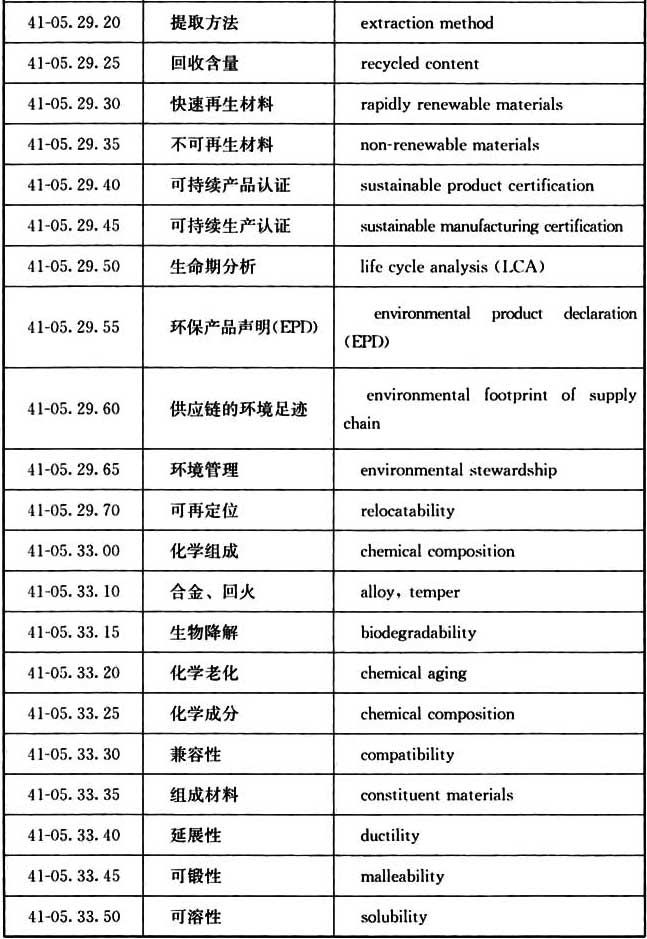 41-05.29.20 提取方法 extraction method
41-05.29.25 回收含量 recycled content
41-05.29.30 快速再生材料 rapidly renewable materials
41-05.29.35 不可再生材料 non-renewable materials
41-05.29.40 可持续产品认证 sustainable product certification
41-05.29.45 可持续生产认证 sustainable manufacturing certification
41-05.29.50 生命期分析 life cycle analysis (LCA)
41-05.29.55 环保产品声明(EPD) environmental product declaration
(EPD)
41-05.29.60 供应链的环境足迹 environmental footprint of supply
chain
41-05.29.65 环境管理 environmental stewardship
41-05.29.70 可再定位 relocatability
41-05.33.00 化学组成 chemical composition
41-05.33.10 合金、回火 alloy, temper
41-05.33.15 生物降解 biodegradability
41-05.33.20 化学老化 chemical aging
41-05.33.25 化学成分 chemical composition
41-05.33.30 兼容性 compatibility
41-05.33.35 组成材料 constituent materials
41-05.33.40 延展性 ductility
41-05.33.45 可锻性 malleability
41-05.33.50 可溶性 solubility